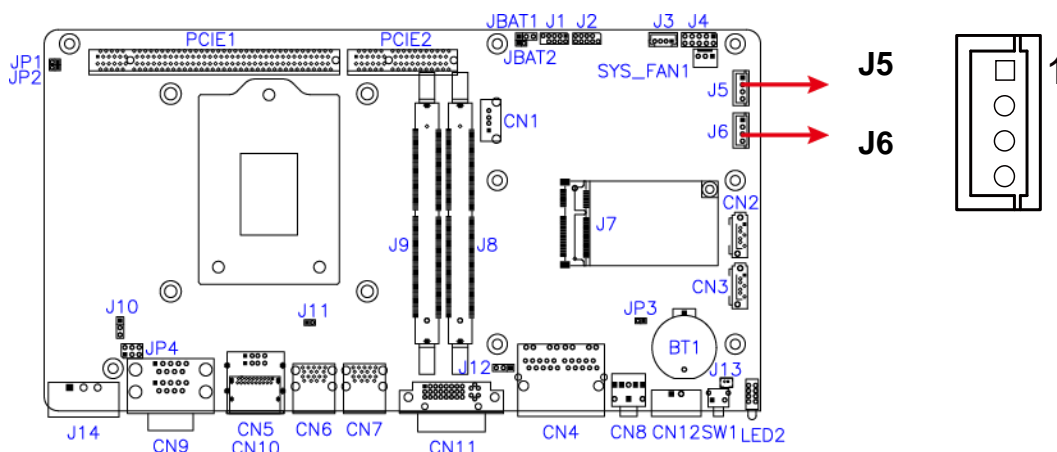 JBAT1 J1 J2 J3 J4
PCIE1 PCIE2
JBAT2
JP1
JP2
SYS_FAN1
J5
J5
1
CN1
J6
J6
CN2
J7
J9 J8
CN3
J10
J11
JP3
JP4
BT1
J12
J13
J14
CN9
CN5
CN10
CN6
CN7
CN11
CN4
CN8
CN12
SW1
LED2